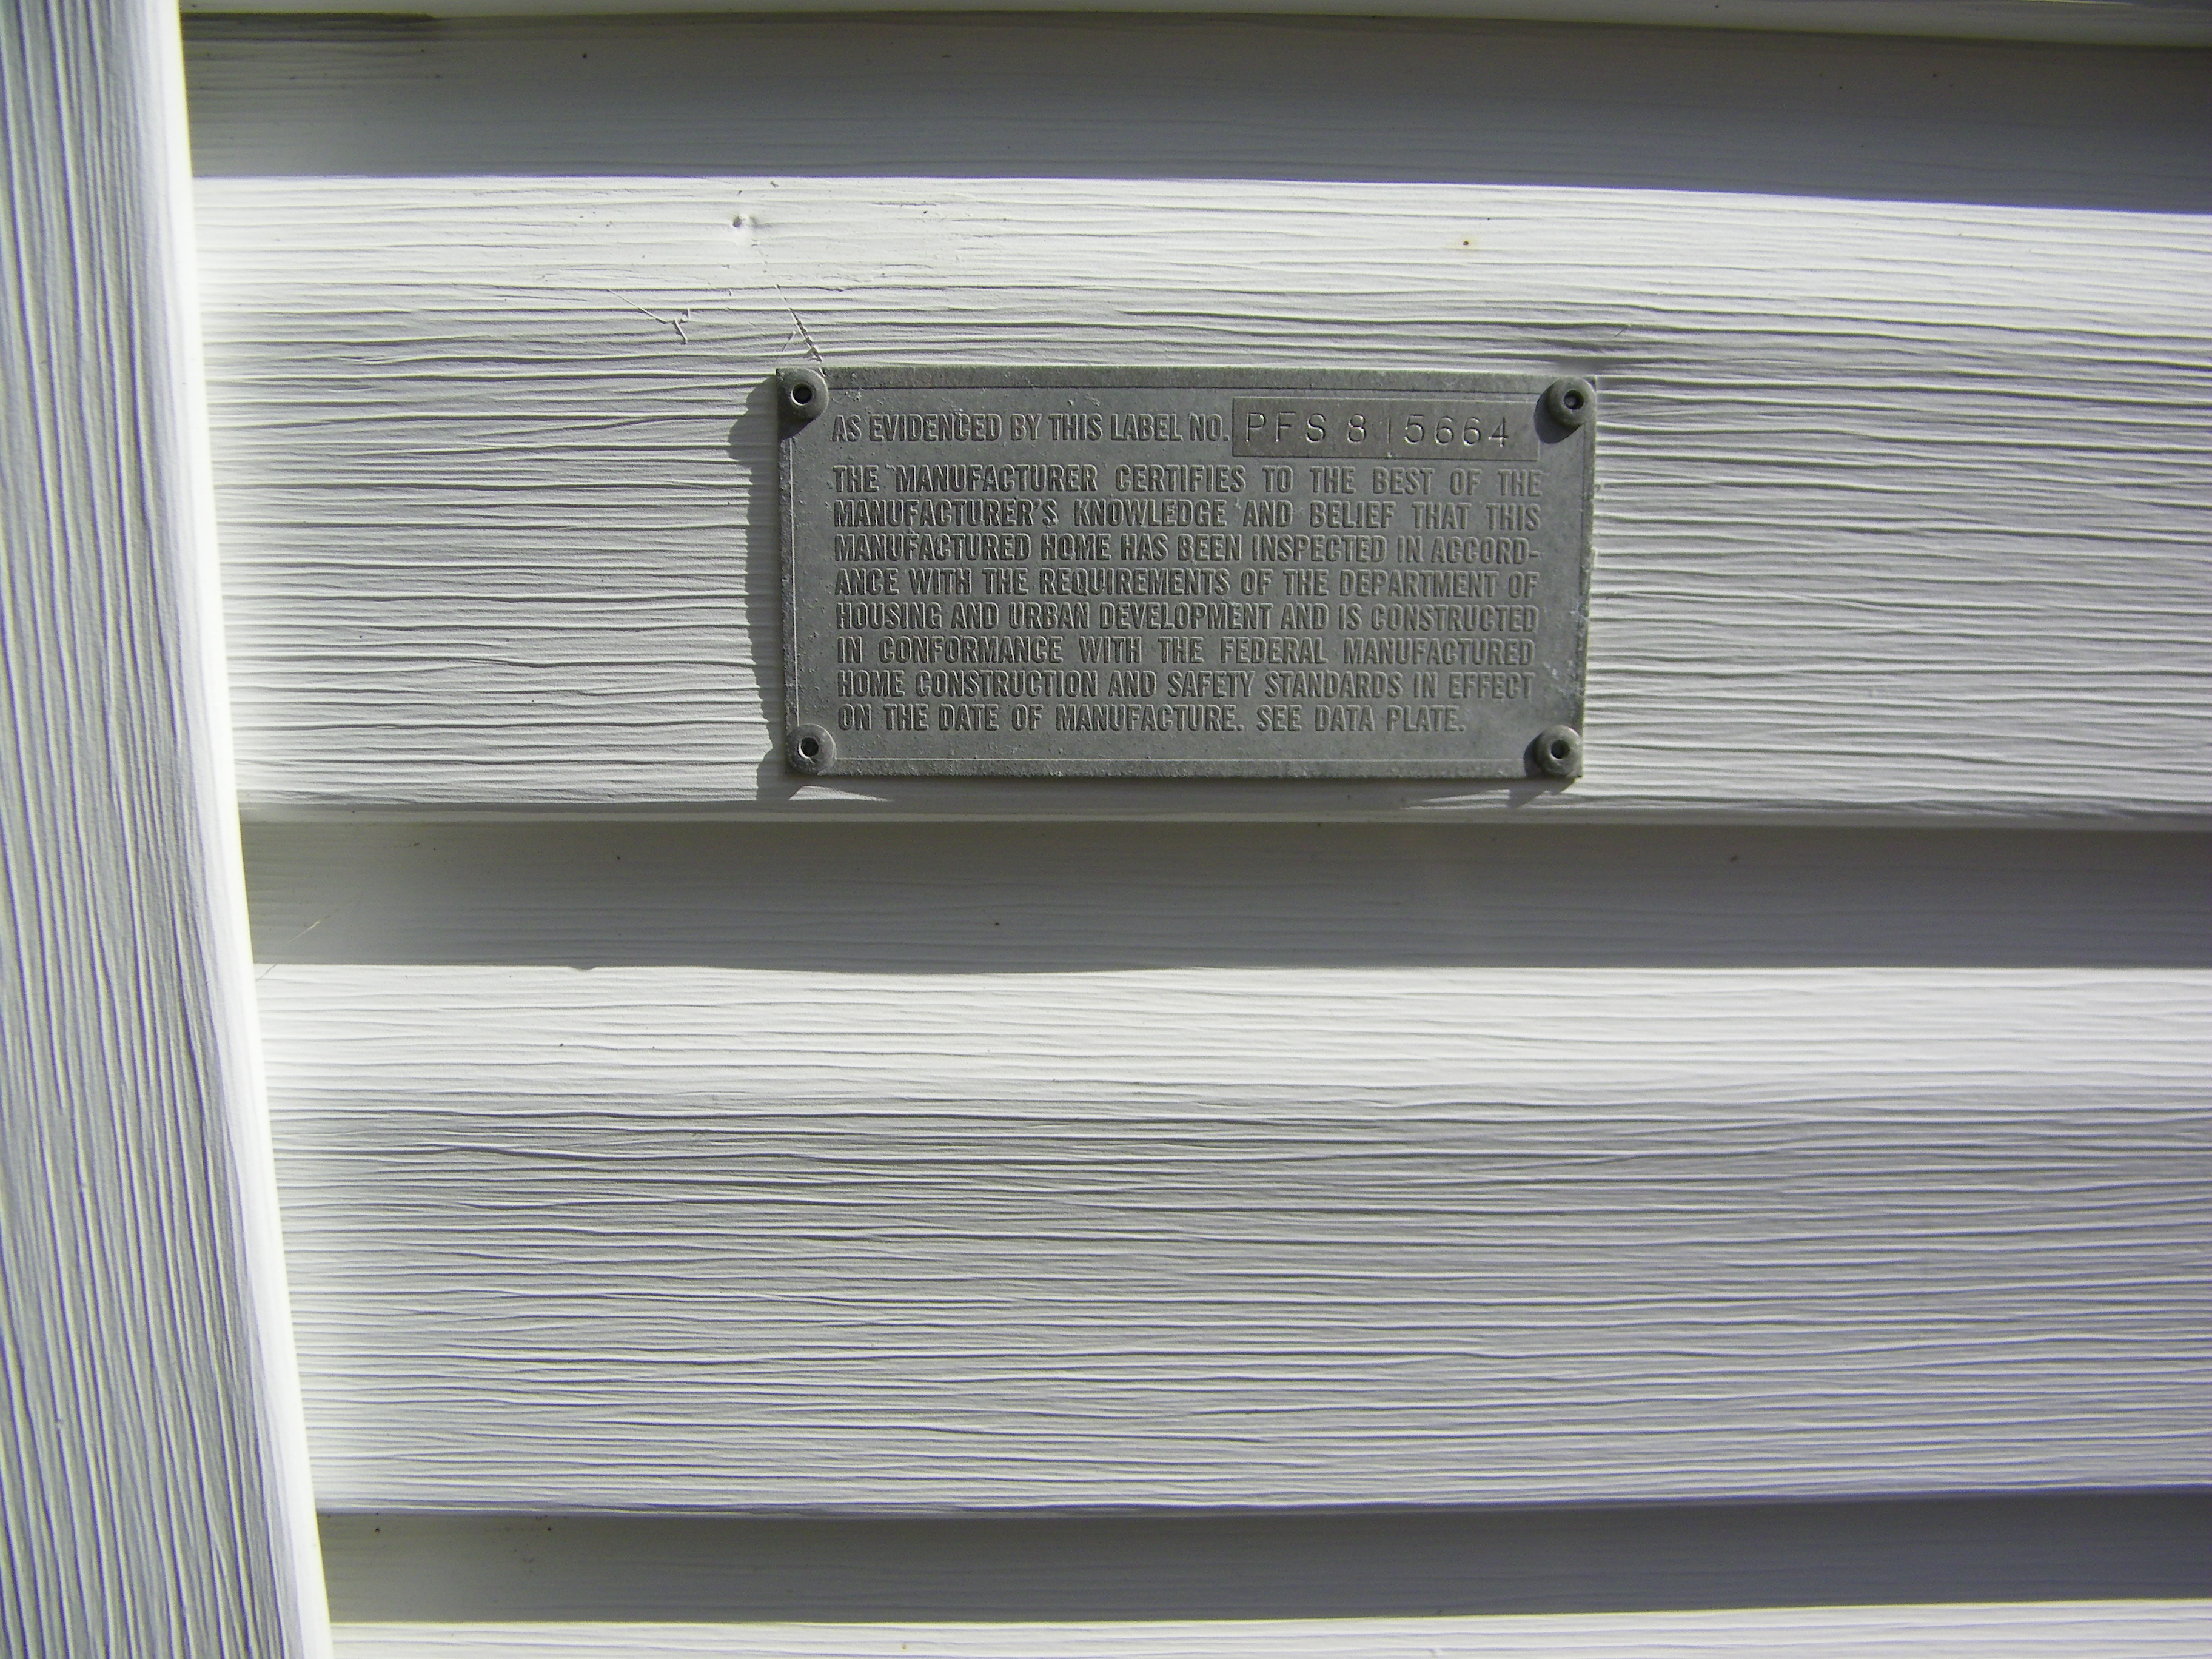 AS EVIDENCED BY THIS LABEL NO. PFS 815664
THE MANUFACTURER CERTIFIES TO THE BEST OF THE
MANUFACTURER'S KNOWLEDGE AND BELIEF THAT THIS
MANUFACTURED HOME HAS BEEN INSPECTED IN ACCORD-
ANCE WITH THE REQUIREMENTS OF THE DEPARTMENT OF
HOUSING AND URBAN DEVELOPMENT AND IS CONSTRUCTED
IN CONFORMANCE WITH THE FEDERAL MANUFACTURED
HOME CONSTRUCTION AND SAFETY STANDARDS IN EFFECT
ON THE DATE OF MANUFACTURE. SEE DATA PLATE.